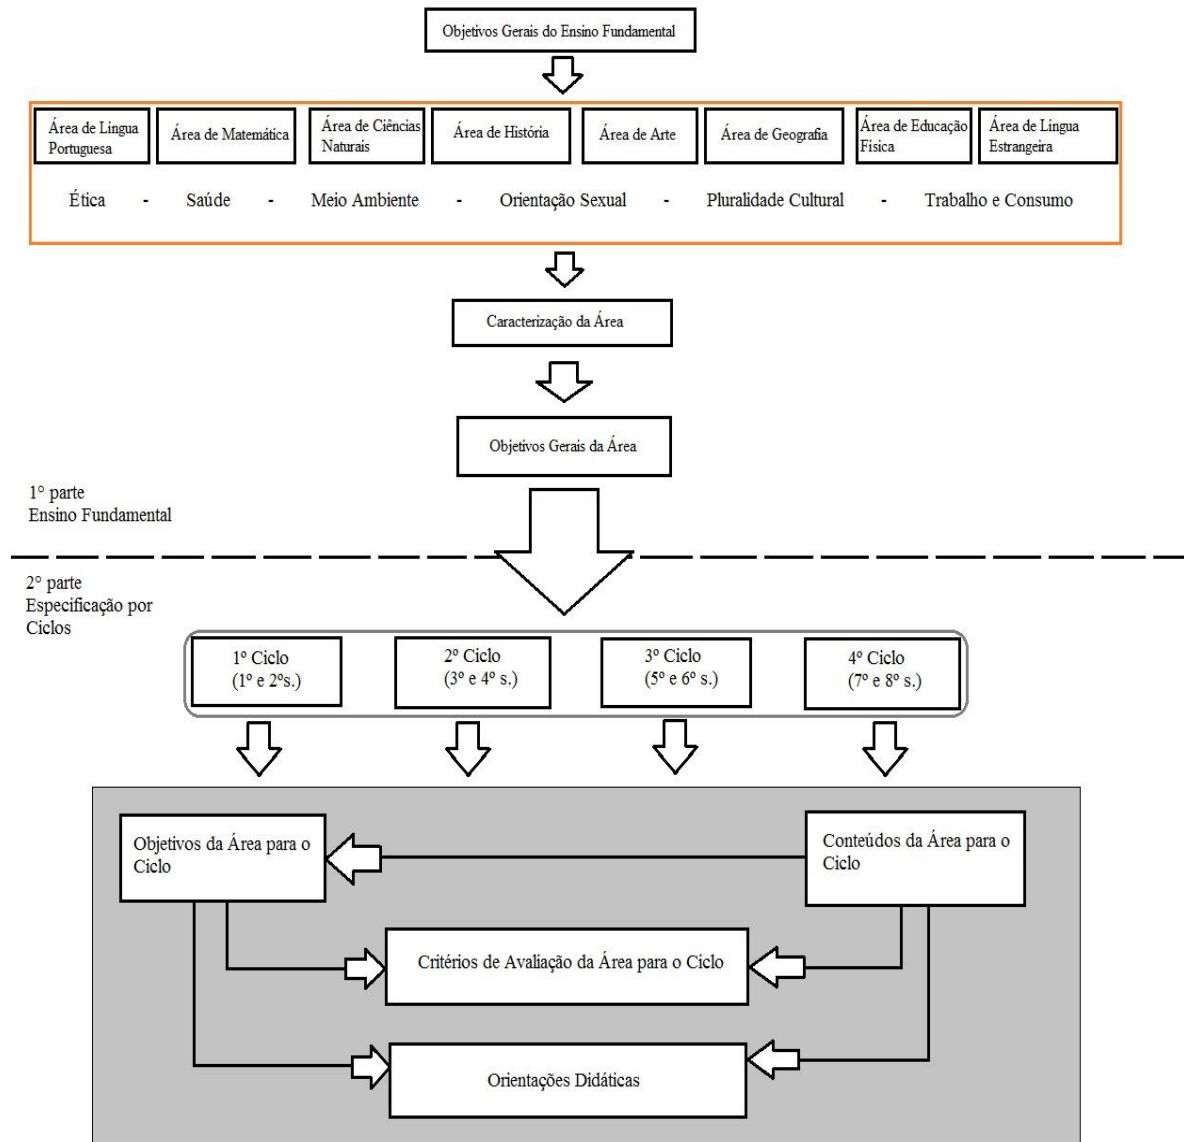 Objetivos Gerais do Ensino Fundamental
Área de Língua
Portuguesa
Área de Matemática
Área de Ciências
Naturais
Área de História
Área de Arte
Área de Geografia
Área de Educação
Física
Área de Língua
Estrangeira
Ética - Saúde - Meio Ambiente - Orientação Sexual - Pluralidade Cultural - Trabalho e Consumo
Caracterização da Área
Objetivos Gerais da Área
1° parte
Ensino Fundamental
2° parte
Especificação por
Ciclos
1º Ciclo
(1º e 2ºs.)
2º Ciclo
(3º e 4º s.)
3º Ciclo
(5º e 6º s.)
4º Ciclo
(7º e 8º s.)
Objetivos da Área para o
Ciclo
Conteúdos da Área para o
Ciclo
Critérios de Avaliação da Área para o Ciclo
Orientações Didáticas